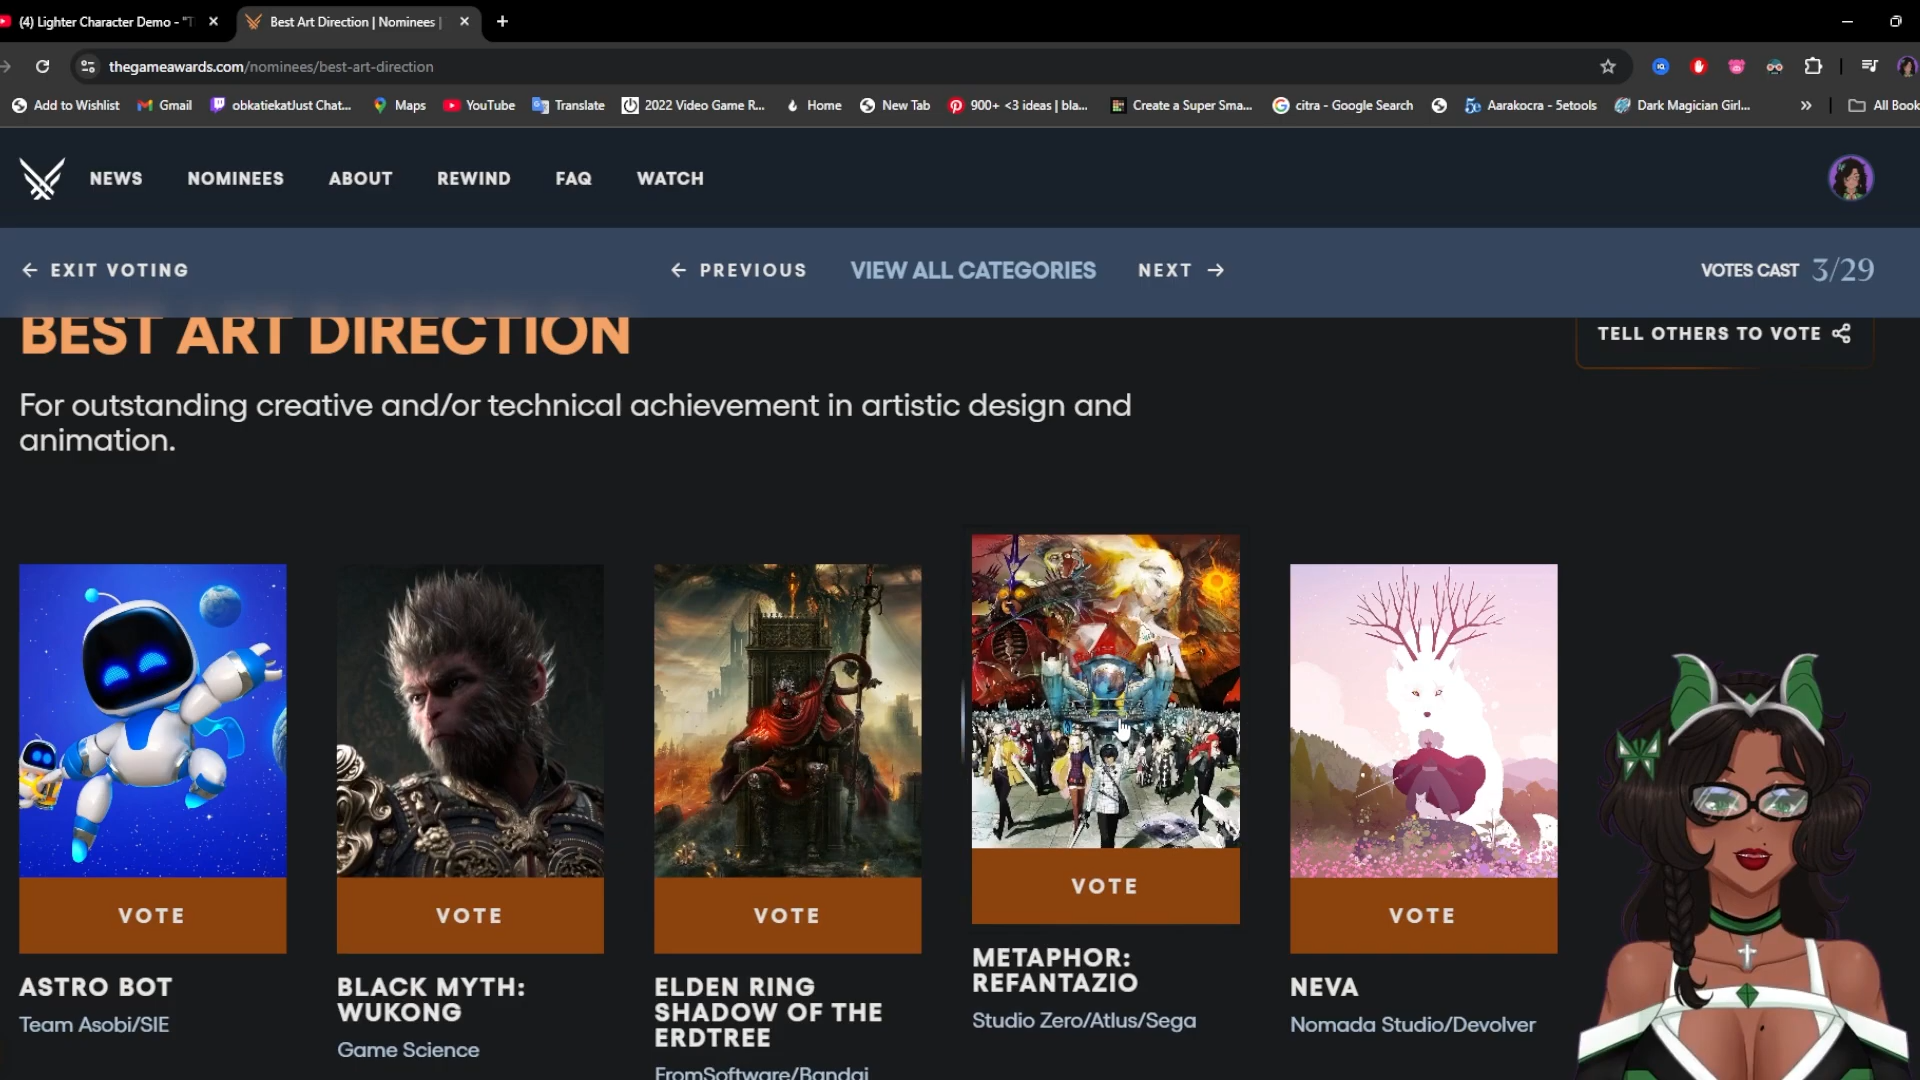 (4) Lighter Character Demo - "T
Best Art Direction | Nominees |
thegameawards.com/nominees/best-art-direction
Add to Wishlist Gmail obkatiekatJust Chat... Maps YouTube Translate 2022 Video Game R... Home New Tab 900+ <3 ideas | bla... Create a Super Sma... citra - Google Search Aarakocra - 5etools Dark Magician Girl... » All Book
NEWS NOMINEES ABOUT REWIND FAQ WATCH
← EXIT VOTING ← PREVIOUS VIEW ALL CATEGORIES NEXT → VOTES CAST 3/29
BEST ART DIRECTION
TELL OTHERS TO VOTE
For outstanding creative and/or technical achievement in artistic design and
animation.
VOTE
ASTRO BOT
Team Asobi/SIE
VOTE
BLACK MYTH:
WUKONG
Game Science
VOTE
ELDEN RING
SHADOW OF THE
ERDTREE
FromSoftware/Bandai
VOTE
METAPHOR:
REFANTAZIO
Studio Zero/Atlus/Sega
VOTE
NEVA
Nomada Studio/Devolver